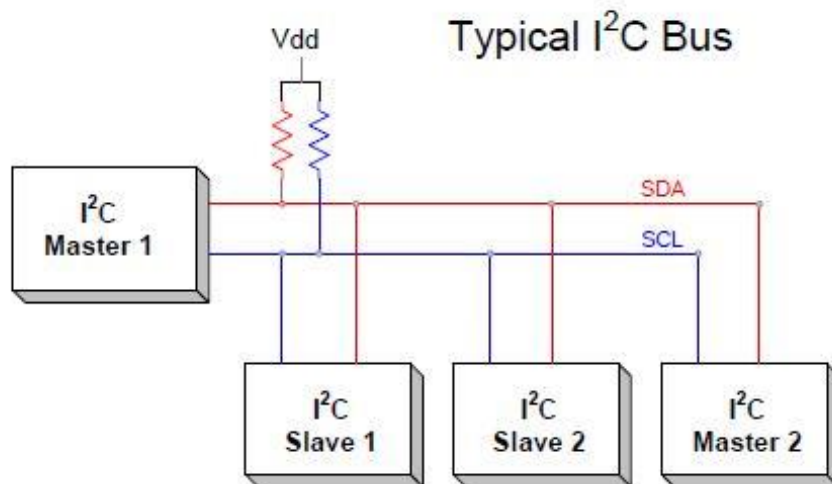 Typical I²C Bus
Vdd
SDA
SCL
I²C
Master 1
I²C
Slave 1
I²C
Slave 2
I²C
Master 2